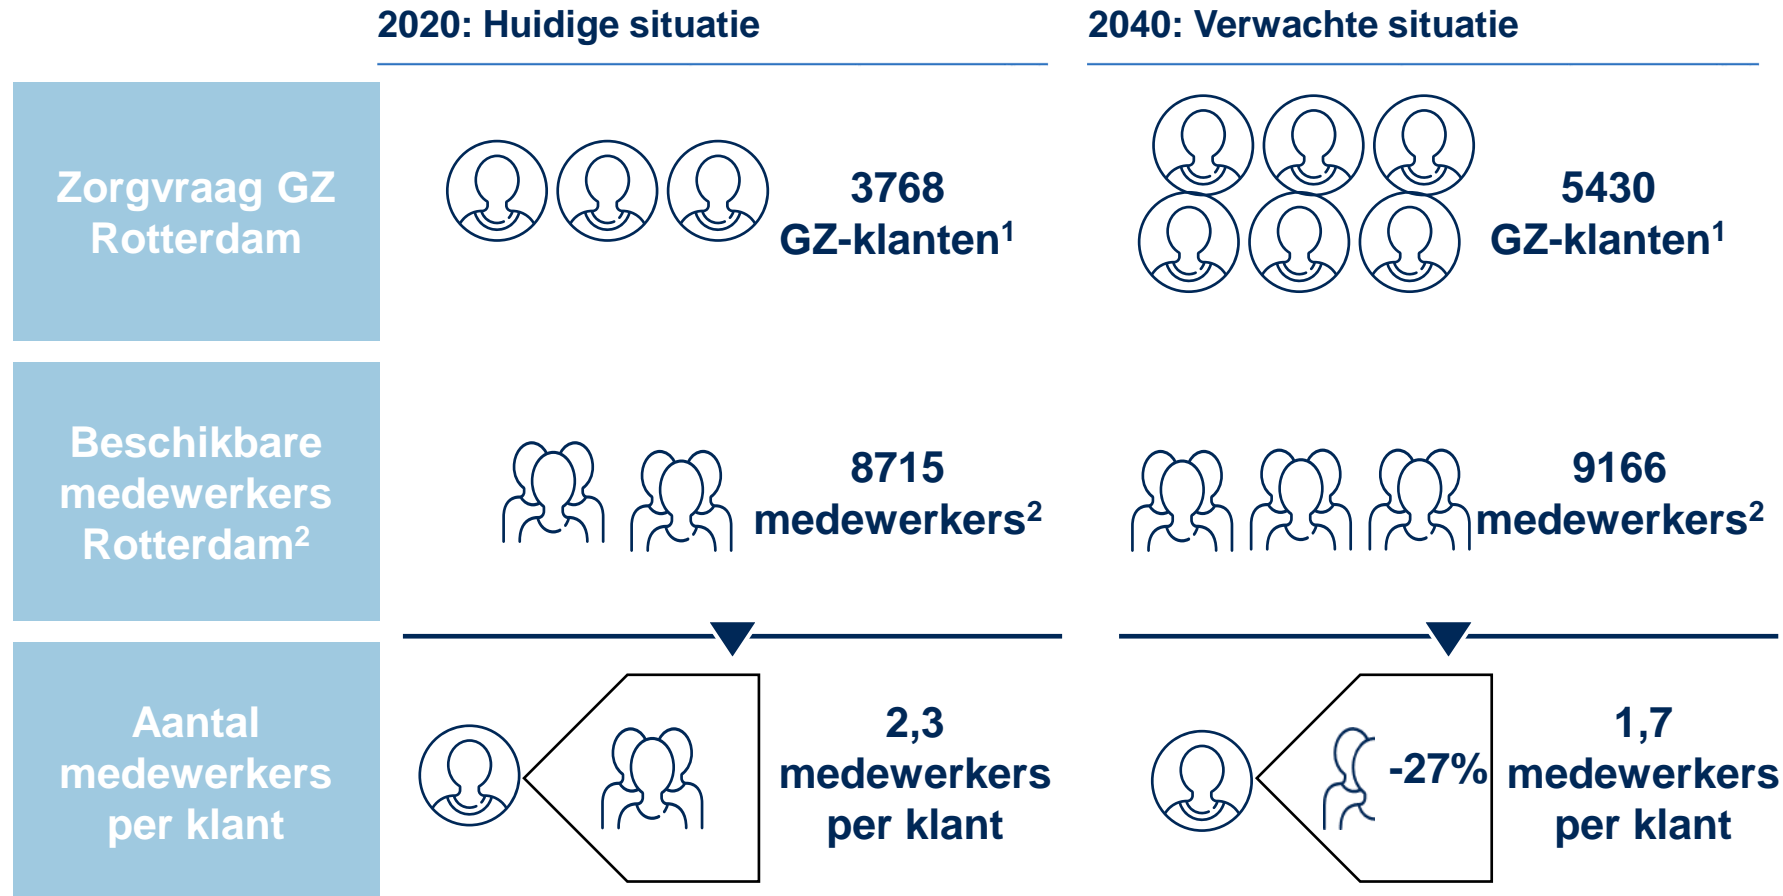 2020: Huidige situatie
2040: Verwachte situatie
Zorgvraag GZ
Rotterdam
3768
GZ-klanten¹
5430
GZ-klanten¹
Beschikbare
medewerkers
Rotterdam²
8715
medewerkers²
9166
medewerkers²
Aantal
medewerkers
per klant
2,3
medewerkers
per klant
-27%
1,7
medewerkers
per klant